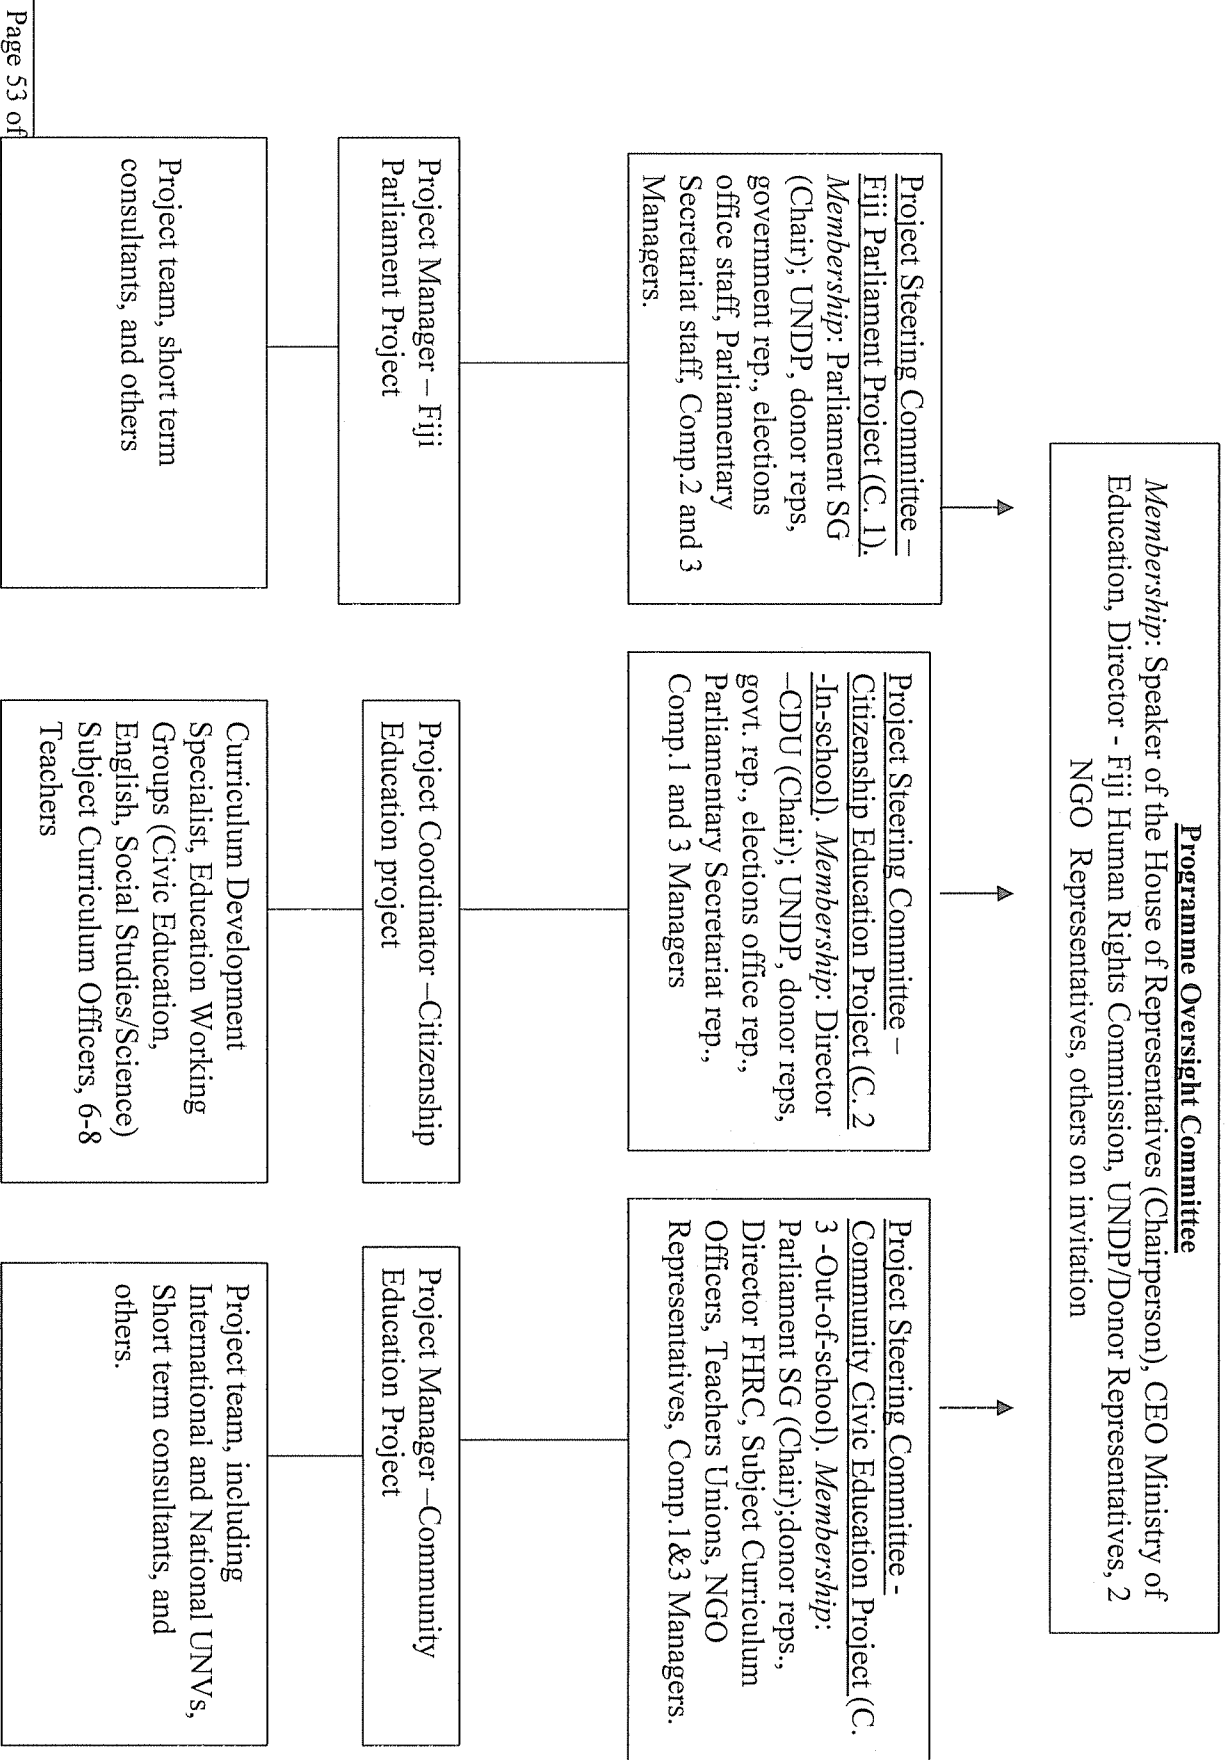 Programme Oversight Committee
Membership: Speaker of the House of Representatives (Chairperson), CEO Ministry of
Education, Director - Fiji Human Rights Commission, UNDP/Donor Representatives, 2
NGO Representatives, others on invitation
Project Steering Committee –
Fiji Parliament Project (C. 1).
Membership: Parliament SG
(Chair); UNDP, donor reps,
government rep., elections
office staff, Parliamentary
Secretariat staff, Comp.2 and 3
Managers.
Project Steering Committee –
Citizenship Education Project (C. 2
-In-school). Membership: Director
–CDU (Chair); UNDP, donor reps,
govt. rep., elections office rep.,
Parliamentary Secretariat rep.,
Comp.1 and 3 Managers
Project Steering Committee -
Community Civic Education Project (C.
3 -Out-of-school). Membership:
Parliament SG (Chair);donor reps.,
Director FHRC, Subject Curriculum
Officers, Teachers Unions, NGO
Representatives, Comp.1&3 Managers.
Project Manager – Fiji
Parliament Project
Project Coordinator –Citizenship
Education project
Project Manager –Community
Education Project
Project team, short term
consultants, and others
Curriculum Development
Specialist, Education Working
Groups (Civic Education,
English, Social Studies/Science)
Subject Curriculum Officers, 6-8
Teachers
Project team, including
International and National UNVs,
Short term consultants, and
others.
Page 53 of